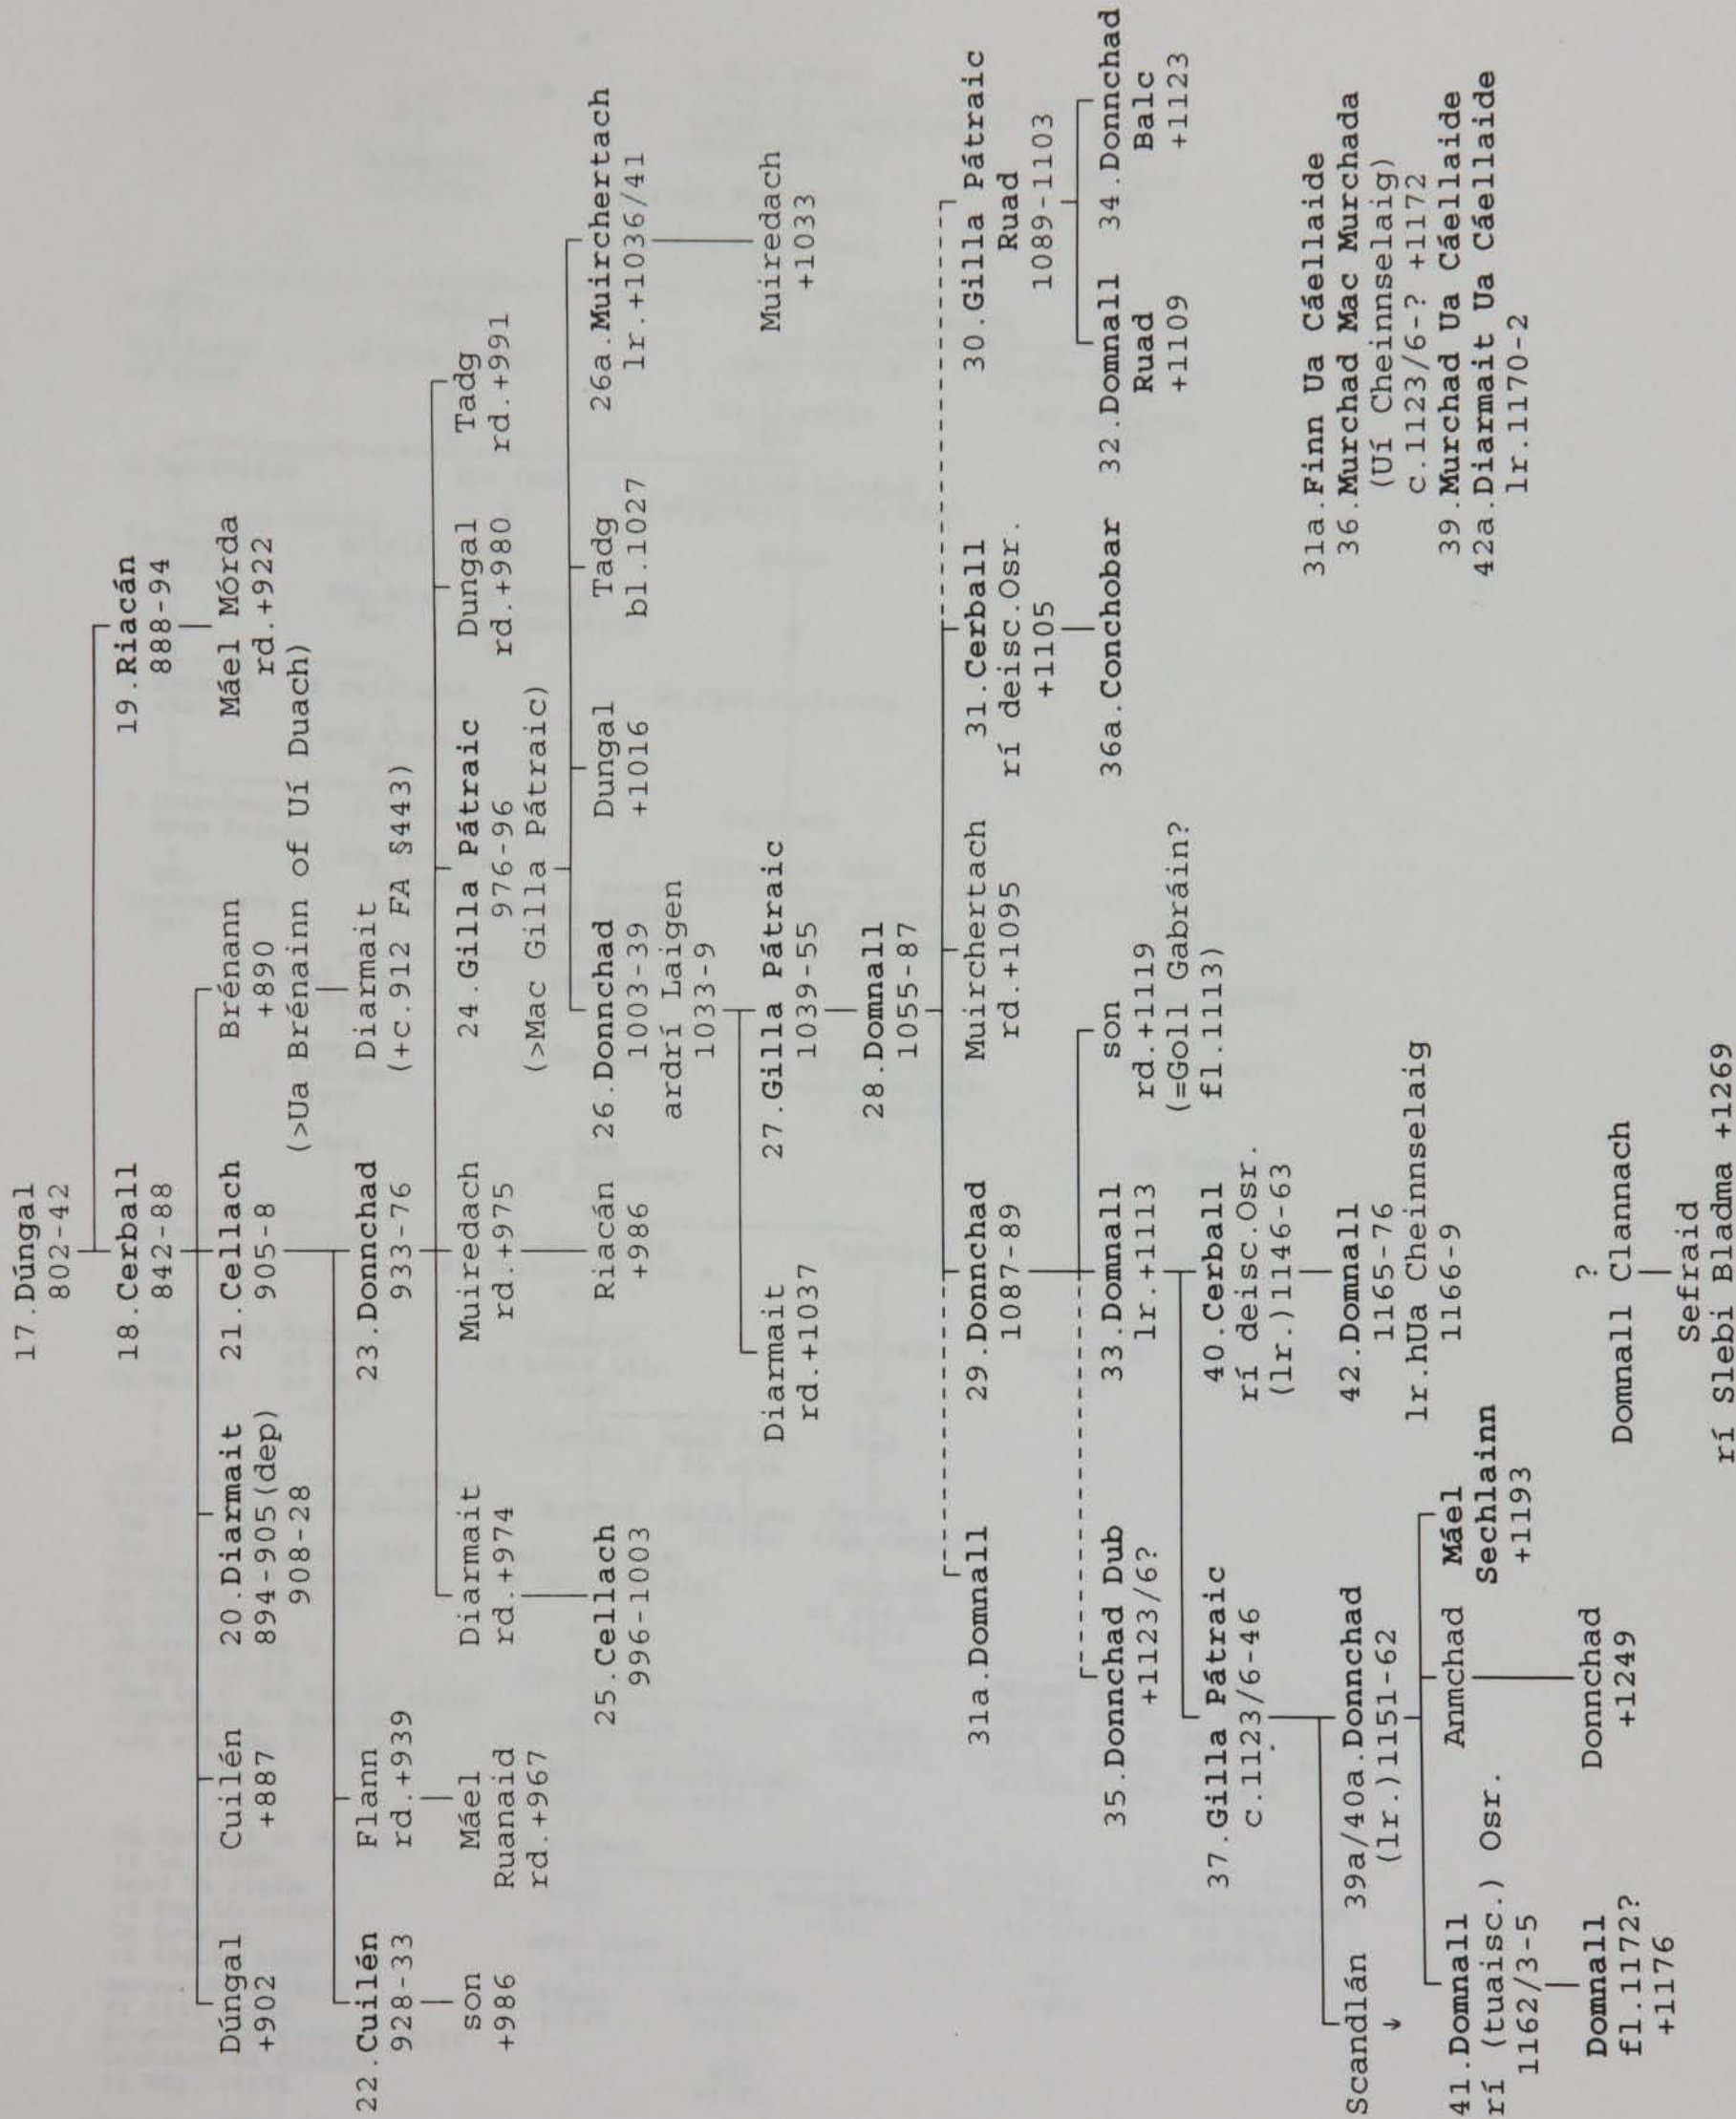 17.Dúngal
802-42
18.Cerball
842-88
19.Riacán
888-94
Dúngal
+902
Cuilén
+887
20.Diarmait
894-905(dep)
908-28
21.Cellach
905-8
Brénann
+890
(>Ua Brénainn of Uí Duach)
Máel Mórda
rd.+922
22.Cuilén
928-33
Flann
rd.+939
23.Donnchad
933-76
Diarmait
(+c.912 FA §443)
son
+986
Máel
Ruanaid
rd.+967
Diarmait
rd.+974
Muiredach
rd.+975
24.Gilla Pátraic
976-96
(>Mac Gilla Pátraic)
Dungal
rd.+980
Tadg
rd.+991
25.Cellach
996-1003
Riacán
+986
26.Donnchad
1003-39
ardrí Laigen
1033-9
Dungal
+1016
Tadg
bl.1027
26a.Muirchertach
lr.+1036/41
Diarmait
rd.+1037
27.Gilla Pátraic
1039-55
Muiredach
+1033
28.Domnall
1055-87
31a.Domnall
29.Donnchad
1087-89
Muirchertach
rd.+1095
31.Cerball
rí deisc.Osr.
+1105
30.Gilla Pátraic
Ruad
1089-1103
35.Donnchad Dub
+1123/6?
33.Domnall
lr.+1113
son
rd.+1119
(=Goll Gabráin?
fl.1113)
36a.Conchobar
32.Domnall
Ruad
+1109
34.Donnchad
Balc
+1123
37.Gilla Pátraic
c.1123/6-46
40.Cerball
rí deisc.Osr.
(lr.)1146-63
Scandlán
↓
39a/40a.Donnchad
(lr.)1151-62
42.Domnall
1165-76
lr.hUa Cheinnselaig
1166-9
31a.Finn Ua Cáellaide
36.Murchad Mac Murchada
(Uí Cheinnselaig)
c.1123/6-? +1172
39.Murchad Ua Cáellaide
42a.Diarmait Ua Cáellaide
lr.1170-2
41.Domnall
rí (tuaisc.) Osr.
1162/3-5
Anmchad
Máel
Sechlainn
+1193
Domnall
fl.1172?
+1176
Donnchad
+1249
?
Domnall Clannach
Sefraid
rí Slebi Bladma +1269